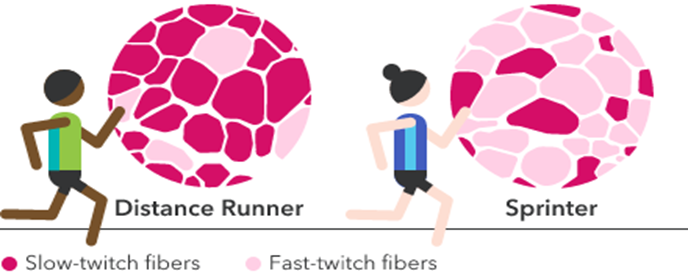 Distance Runner
Sprinter
Slow-twitch fibers
Fast-twitch fibers